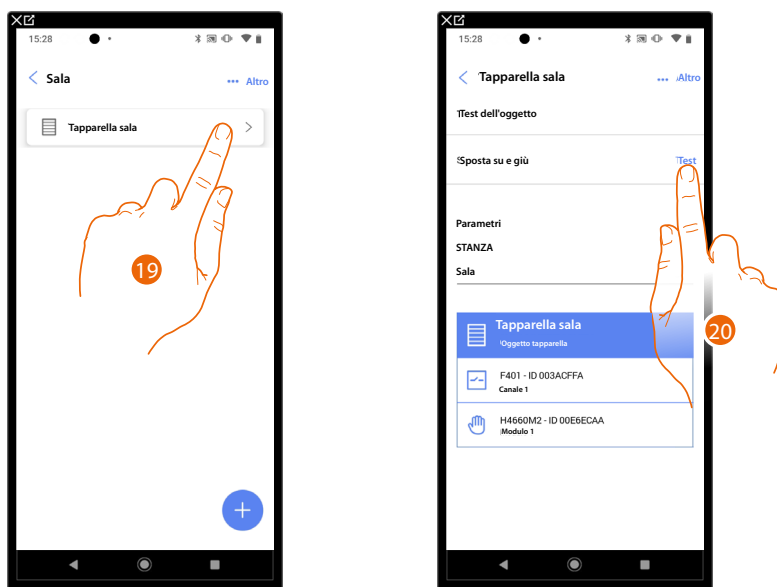 15:28
Sala
Altro
Tapparella sala
19
15:28
Tapparella sala
Altro
Test dell'oggetto
Sposta su e giù
Test
Parametri
STANZA
Sala
Tapparella sala
Oggetto tapparella
F401 - ID 003ACFFA
Canale 1
H4660M2 - ID 00E6ECAA
Modulo 1
20